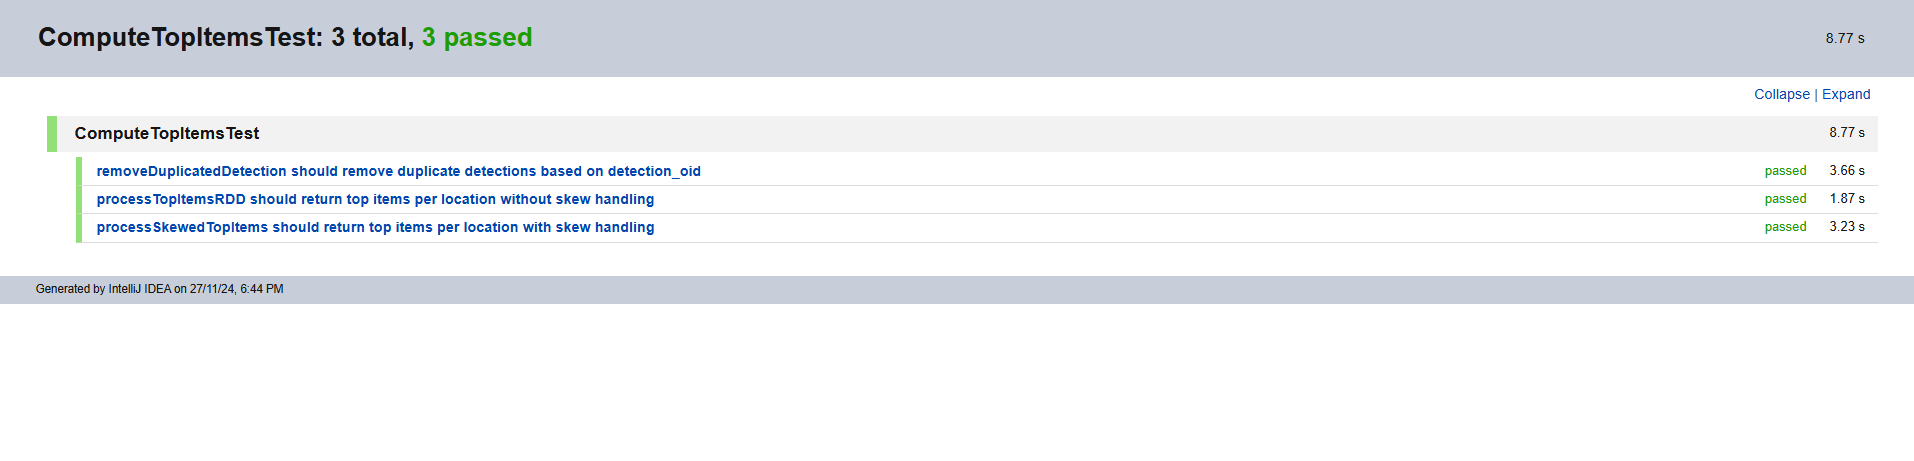 ComputeTopItemsTest: 3 total, 3 passed 8.77 s
Collapse | Expand
ComputeTopItemsTest 8.77 s
removeDuplicatedDetection should remove duplicate detections based on detection_oid passed 3.66 s
processTopItemsRDD should return top items per location without skew handling passed 1.87 s
processSkewedTopItems should return top items per location with skew handling passed 3.23 s
Generated by IntelliJ IDEA on 27/11/24, 6:44 PM